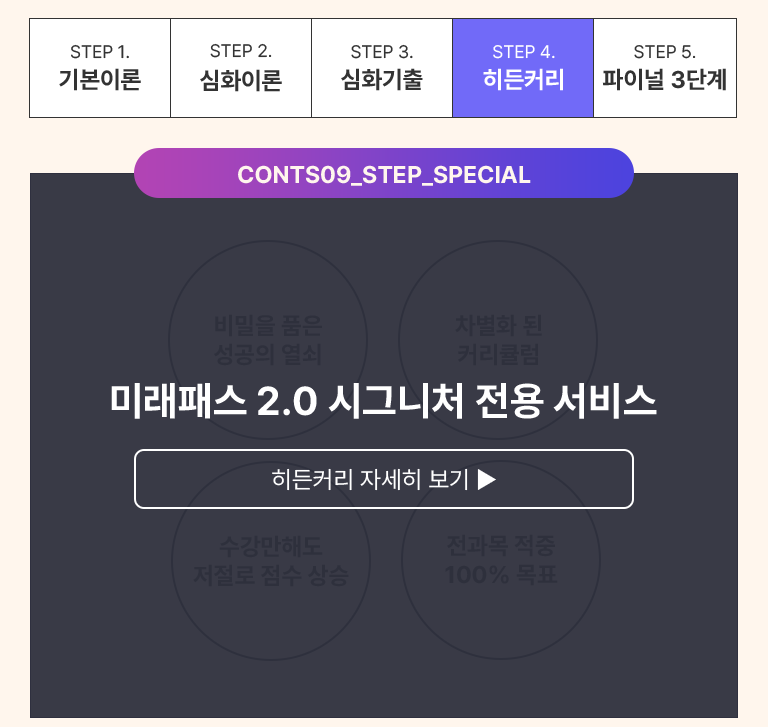 STEP 1.
기본이론
STEP 2.
심화이론
STEP 3.
심화기출
STEP 4.
히든커리
STEP 5.
파이널 3단계
CONTS09_STEP_SPECIAL
비밀을 품은
성공의 열쇠
차별화 된
커리큘럼
미래패스 2.0 시그니처 전용 서비스
히든커리 자세히 보기 ▶
수강만해도
저절로 점수 상승
전과목 적중
100% 목표